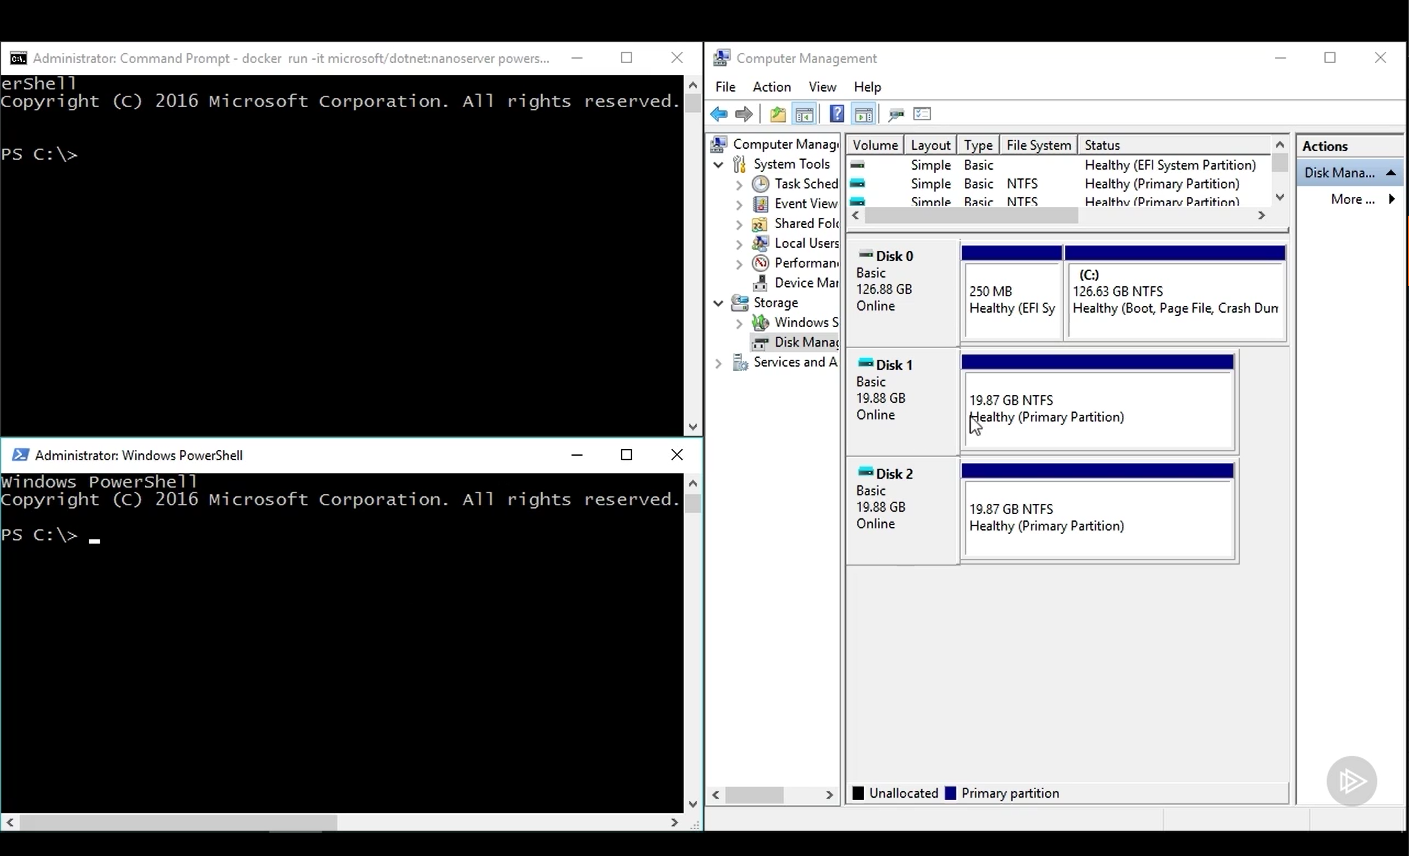 Administrator: Command Prompt - docker  run -it microsoft/dotnet:nanoserver powers...
erShell
Copyright (C) 2016 Microsoft Corporation. All rights reserved.
PS C:\>
Administrator: Windows PowerShell
Windows PowerShell
Copyright (C) 2016 Microsoft Corporation. All rights reserved.
PS C:\> _
Computer Management
File Action View Help
Computer Manag
System Tools
Task Sched
Event View
Shared Fol
Local Users
Performan
Device Mar
Storage
Windows S
Disk Manag
Services and A
Volume Layout Type File System Status
Simple Basic Healthy (EFI System Partition)
Simple Basic NTFS Healthy (Primary Partition)
Simple Basic NTFS Healthy (Primary Partition)
Disk 0
Basic
126.88 GB
Online
250 MB
Healthy (EFI Sy
(C:)
126.63 GB NTFS
Healthy (Boot, Page File, Crash Dum
Disk 1
Basic
19.88 GB
Online
19.87 GB NTFS
Healthy (Primary Partition)
Disk 2
Basic
19.88 GB
Online
19.87 GB NTFS
Healthy (Primary Partition)
Unallocated Primary partition
Actions
Disk Mana...
More ...